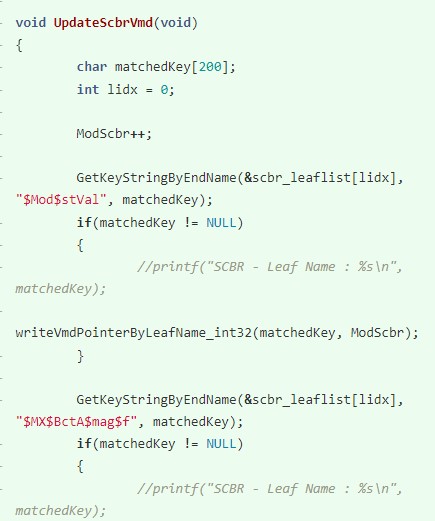 void UpdateScbrVmd(void)
{
char matchedKey[200];
int lidx = 0;
ModScbr++;
GetKeyStringByEndName(&scbr_leaflist[lidx],
"$Mod$stVal", matchedKey);
if(matchedKey != NULL)
{
//printf("SCBR - Leaf Name : %s\n",
matchedKey);
writeVmdPointerByLeafName_int32(matchedKey, ModScbr);
}
GetKeyStringByEndName(&scbr_leaflist[lidx],
"$MX$BctA$mag$f", matchedKey);
if(matchedKey != NULL)
{
//printf("SCBR - Leaf Name : %s\n",
matchedKey);